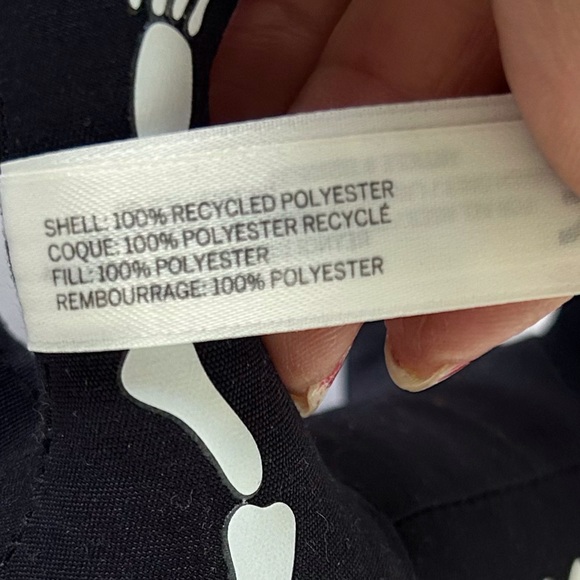 SHELL: 100% RECYCLED POLYESTER
COQUE: 100% POLYESTER RECYCLÉ
FILL: 100% POLYESTER
REMBOURRAGE: 100% POLYESTER